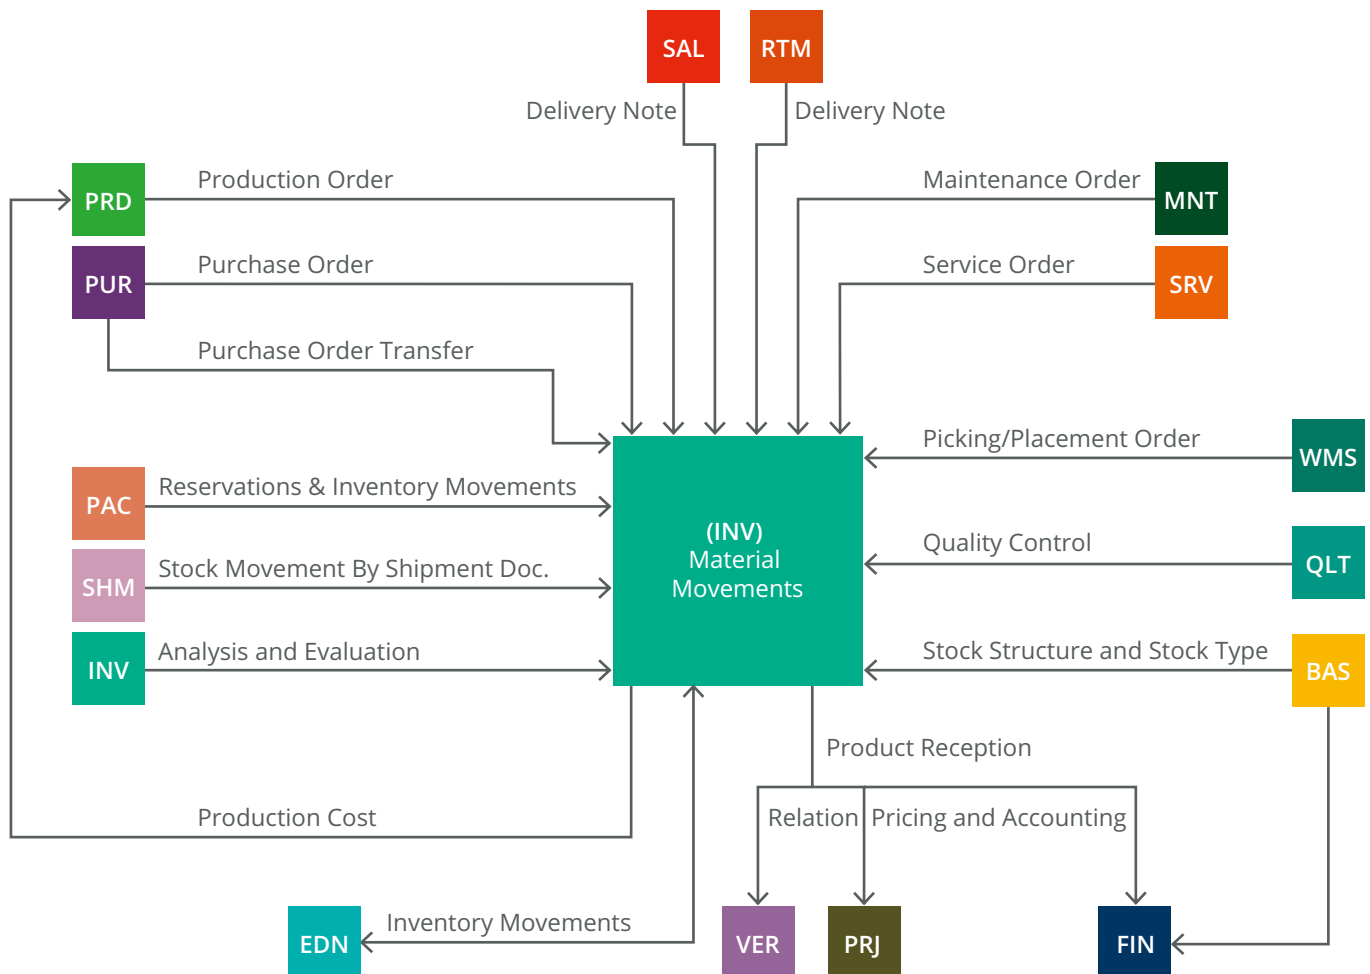 SAL
RTM
Delivery Note
Delivery Note
PRD
Production Order
Maintenance Order
MNT
PUR
Purchase Order
Service Order
SRV
Purchase Order Transfer
Picking/Placement Order
WMS
PAC
Reservations & Inventory Movements
(INV)
Material
Movements
Quality Control
QLT
SHM
Stock Movement By Shipment Doc.
INV
Analysis and Evaluation
Stock Structure and Stock Type
BAS
Product Reception
Production Cost
Relation
Pricing and Accounting
EDN
Inventory Movements
VER
PRJ
FIN